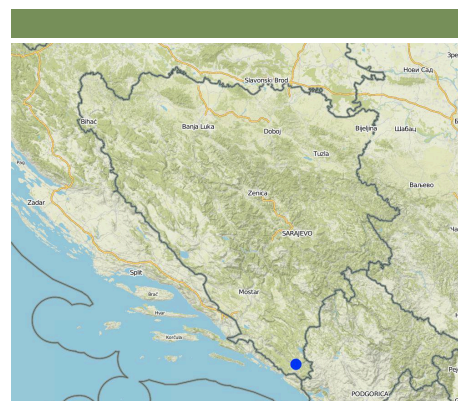 Slavonski Brod
Нови Сад
Bihać
Banja Luka
Doboj
Bijeljina
Шабац
Tuzla
Pag
Ваљево
Zenica
Zadar
SARAJEVO
Split
Brač
Mostar
Hvar
Korčula
PODGORICA